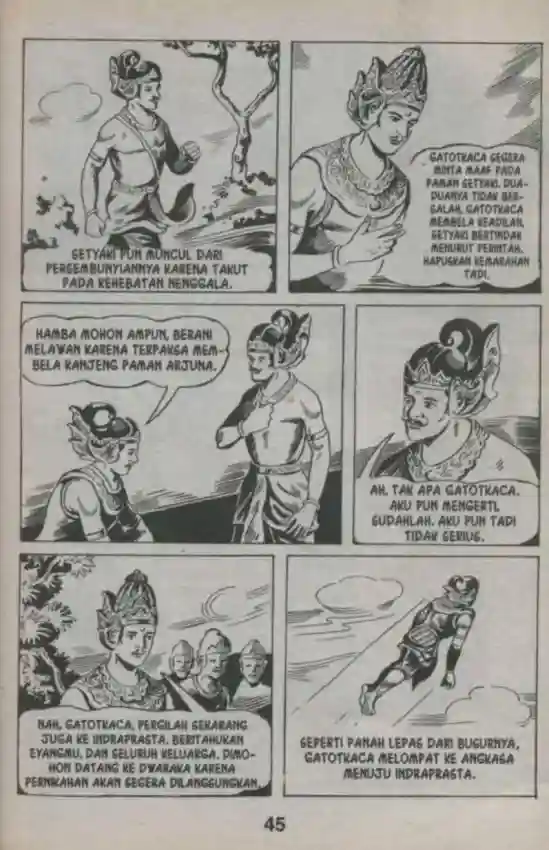 SETYAKI PUN MUNCUL DARI
PERSEMBUNYIANNYA KARENA TAKUT
PADA KEHEBATAN NENGGALA.
GATOTKACA SEGERA
MINTA MAAF PADA
PAMAN SETYAKI. DUA-
DUANYA TIDAK BER-
SALAH. GATOTKACA
MEMBELA KEADILAN,
SETYAKI BERTINDAK
MENURUT PERINTAH.
HAPUSKAN KEMARAHAN
TADI.
HAMBA MOHON AMPUN, BERANI
MELAWAN KARENA TERPAKSA MEM-
BELA KANJENG PAMAN ARJUNA.
AH, TAK APA GATOTKACA.
AKU PUN MENGERTI.
SUDAHLAH. AKU PUN TADI
TIDAK SERIUS.
NAH, GATOTKACA, PERGILAH SEKARANG
JUGA KE INDRAPRASTA. BERITAHUKAN
EYANGMU, DAN SELURUH KELUARGA. DIMO-
HON DATANG KE DWARAKA KARENA
PERNIKAHAN AKAN SEGERA DILANGSUNGKAN.
SEPERTI PANAH LEPAS DARI BUSURNYA,
GATOTKACA MELOMPAT KE ANGKASA
MENUJU INDRAPRASTA.
45